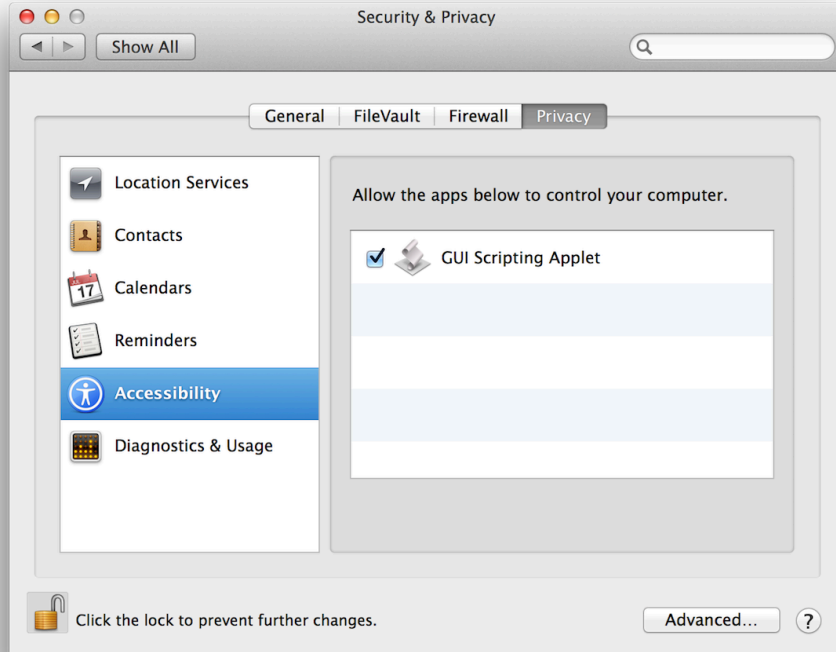 Security & Privacy
Show All
General FileVault Firewall Privacy
Location Services
Contacts
JUL 17 Calendars
Reminders
Accessibility
Diagnostics & Usage
Allow the apps below to control your computer.
GUI Scripting Applet
Click the lock to prevent further changes.
Advanced... ?